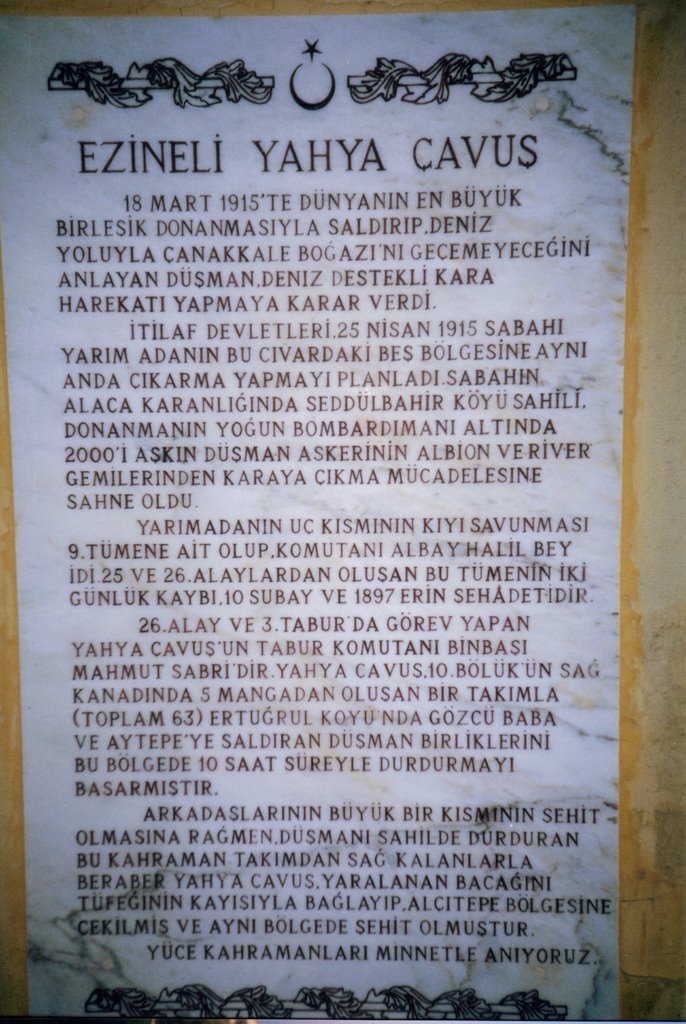 EZİNELİ YAHYA ÇAVUŞ
18 MART 1915'TE DÜNYANIN EN BÜYÜK
BİRLEŞİK DONANMASIYLA SALDIRIP,DENİZ
YOLUYLA ÇANAKKALE BOĞAZI'NI GEÇEMEYECEĞİNİ
ANLAYAN DÜŞMAN,DENİZ DESTEKLİ KARA
HAREKATI YAPMAYA KARAR VERDİ.
İTİLAF DEVLETLERİ,25 NİSAN 1915 SABAHI
YARIM ADANIN BU CIVARDAKİ BEŞ BÖLGESİNE AYNI
ANDA ÇIKARMA YAPMAYI PLANLADI.SABAHIN
ALACA KARANLIĞINDA SEDDÜLBAHİR KÖYÜ SAHİLİ,
DONANMANIN YOĞUN BOMBARDIMANI ALTINDA
2000'İ AŞKIN DÜŞMAN ASKERİNİN ALBION VE RİVER
GEMİLERİNDEN KARAYA ÇIKMA MÜCADELESİNE
SAHNE OLDU.
YARIMADANIN UÇ KISMININ KIYI SAVUNMASI
9.TÜMENE AİT OLUP,KOMUTANI ALBAY HALİL BEY
İDİ.25 VE 26.ALAYLARDAN OLUŞAN BU TÜMENİN İKİ
GÜNLÜK KAYBI,10 SUBAY VE 1897 ERİN ŞEHÂDETİDİR.
26.ALAY VE 3.TABUR'DA GÖREV YAPAN
YAHYA ÇAVUŞ'UN TABUR KOMUTANI BİNBAŞI
MAHMUT SABRİ'DİR.YAHYA ÇAVUŞ,10.BÖLÜK'ÜN SAĞ
KANADINDA 5 MANGADAN OLUŞAN BİR TAKIMLA
(TOPLAM 63) ERTUĞRUL KOYU'NDA GÖZCÜ BABA
VE AYTEPE'YE SALDIRAN DÜŞMAN BİRLİKLERİNİ
BU BÖLGEDE 10 SAAT SÜREYLE DURDURMAYI
BAŞARMIŞTIR.
ARKADAŞLARININ BÜYÜK BİR KISMININ ŞEHİT
OLMASINA RAĞMEN,DÜŞMANI SAHİLDE DURDURAN
BU KAHRAMAN TAKIMDAN SAĞ KALANLARLA
BERABER YAHYA ÇAVUŞ,YARALANAN BACAĞINI
TÜFEĞİNİN KAYISIYLA BAĞLAYIP,ALÇITEPE BÖLGESİNE
ÇEKİLMİŞ VE AYNI BÖLGEDE ŞEHİT OLMUŞTUR.
YÜCE KAHRAMANLARI MİNNETLE ANIYORUZ.